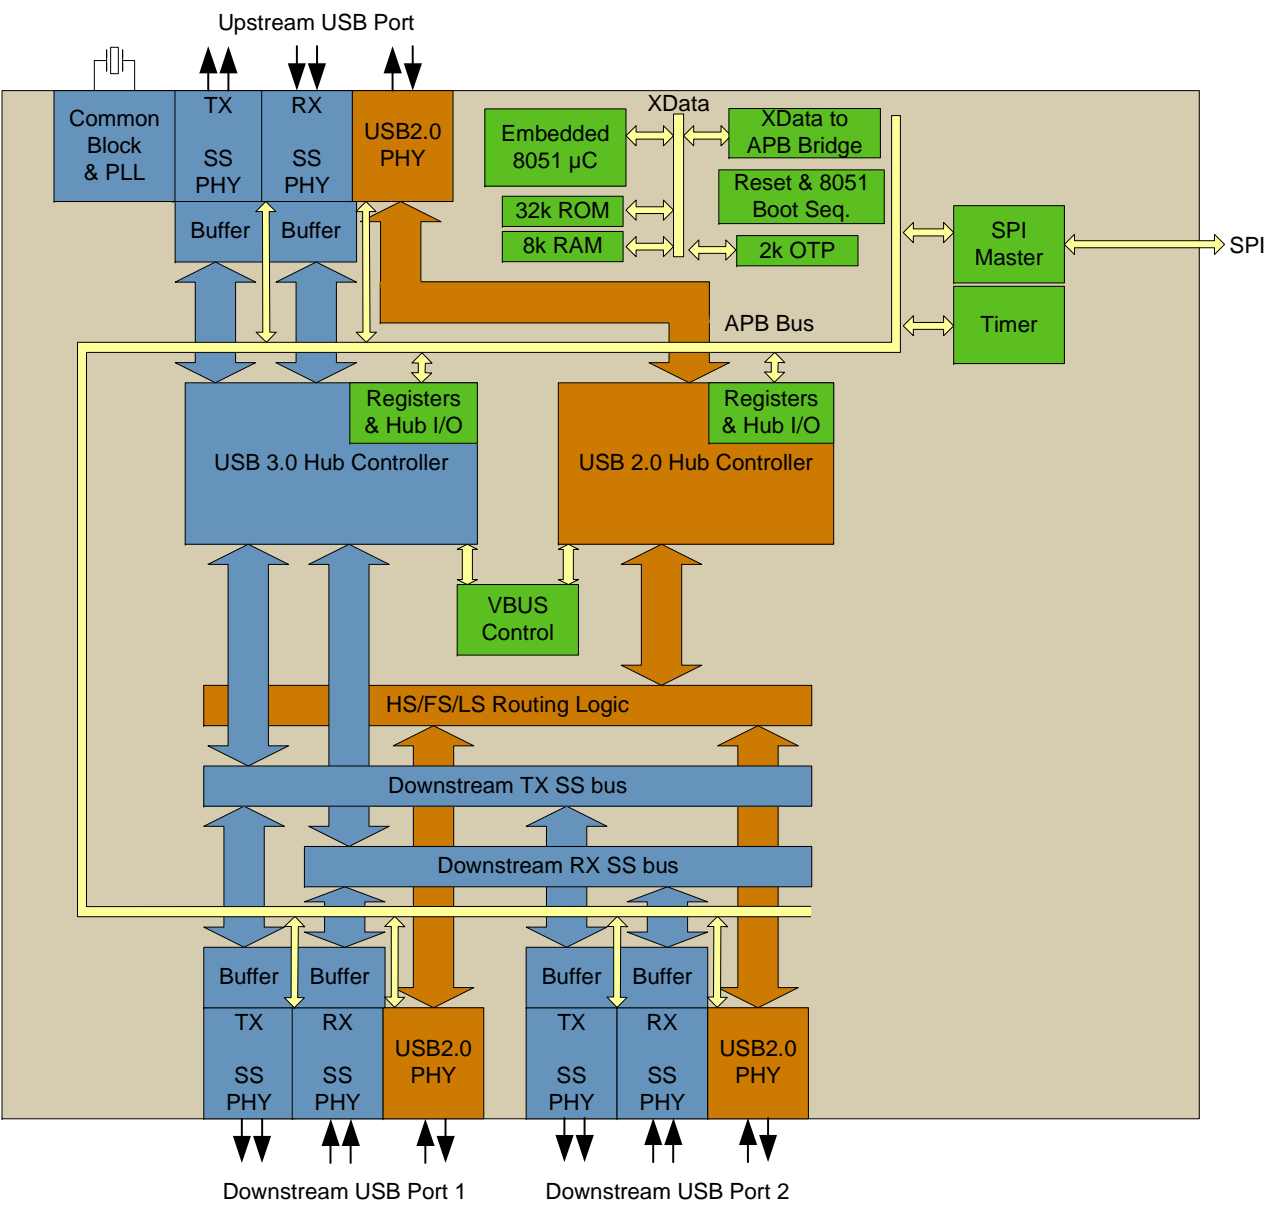 Upstream USB Port
Common
Block
& PLL
TX
SS
PHY
RX
SS
PHY
USB2.0
PHY
Buffer
Buffer
XData
Embedded
8051 µC
32k ROM
8k RAM
XData to
APB Bridge
Reset & 8051
Boot Seq.
2k OTP
SPI
Master
SPI
Timer
APB Bus
Registers
& Hub I/O
USB 3.0 Hub Controller
Registers
& Hub I/O
USB 2.0 Hub Controller
VBUS
Control
HS/FS/LS Routing Logic
Downstream TX SS bus
Downstream RX SS bus
Buffer
Buffer
TX
SS
PHY
RX
SS
PHY
USB2.0
PHY
Buffer
Buffer
TX
SS
PHY
RX
SS
PHY
USB2.0
PHY
Downstream USB Port 1
Downstream USB Port 2